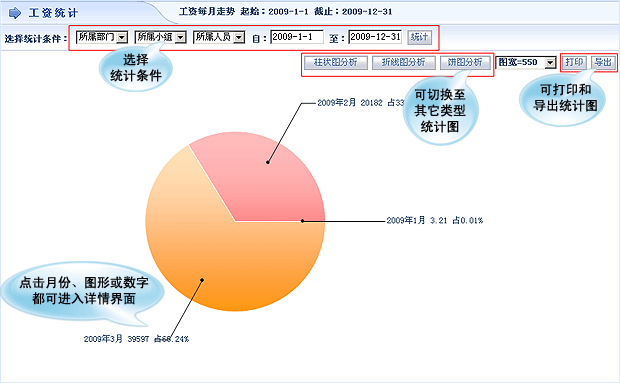 工资统计
工资每月走势 起始：2009-1-1 截止：2009-12-31
选择统计条件： 所属部门 所属小组 所属人员 自：2009-1-1 至：2009-12-31 统计
选择
统计条件
柱状图分析 折线图分析 饼图分析 图宽=550 打印 导出
可切换至
其它类型
统计图
可打印和
导出统计图
2009年2月 20182 占33
2009年1月 3.21 占0.01%
点击月份、图形或数字
都可进入详情界面
2009年3月 39597 占66.24%